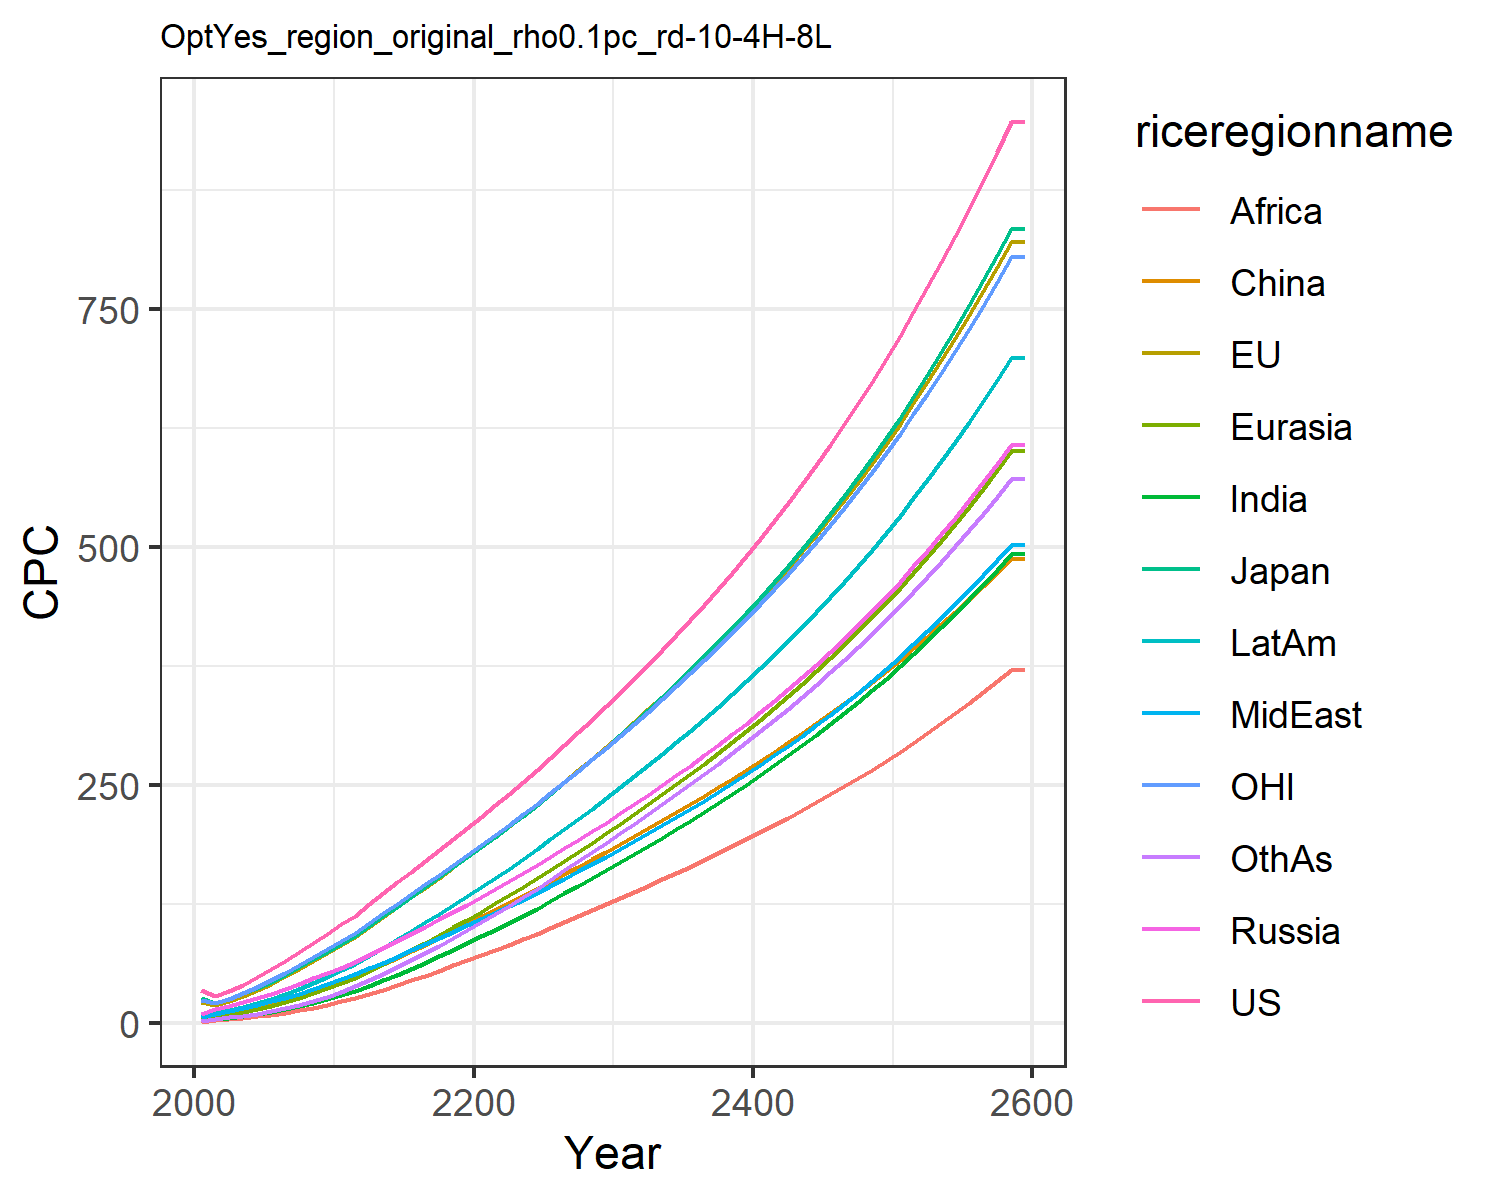 OptYes_region_original_rho0.1pc_rd-10-4H-8L
CPC
750
500
250
0
2000 2200 2400 2600
Year
riceregionname
Africa
China
EU
Eurasia
India
Japan
LatAm
MidEast
OHI
OthAs
Russia
US